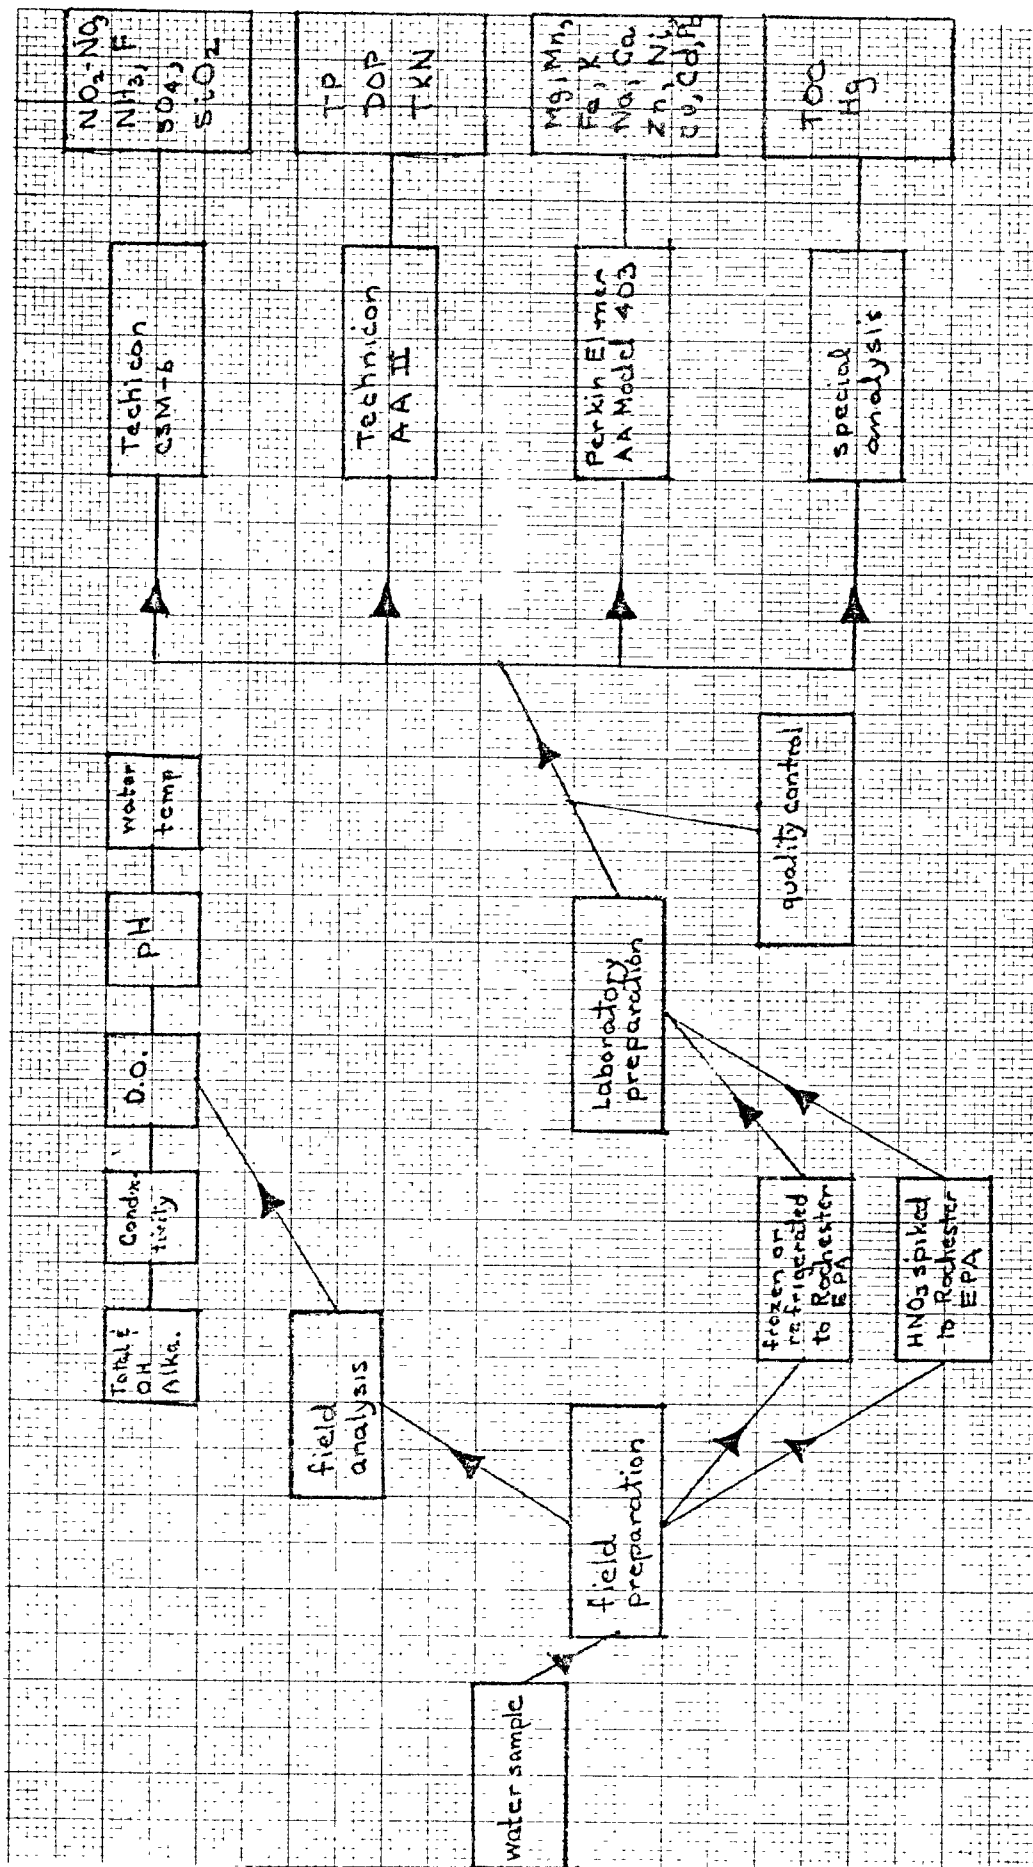 water sample
field
preparation
field
analysis
Total &
OH
Alka.
Conduc-
tivity
D.O.
pH
water
temp
frozen or
refrigerated
to Rochester
EPA
HNO3 spiked
to Rochester
EPA
Laboratory
preparation
quality control
Techicon
CSM-6
NO2-NO3
NH3, F
SO4,
SiO2
Technicon
AA II
TP
DOP
TKN
Perkin Elmer
AA Model 403
Mg, Mn,
Fe, K
Na, Ca
Zn, Ni,
Cu, Cd, Pb
special
analysis
TOC
Hg